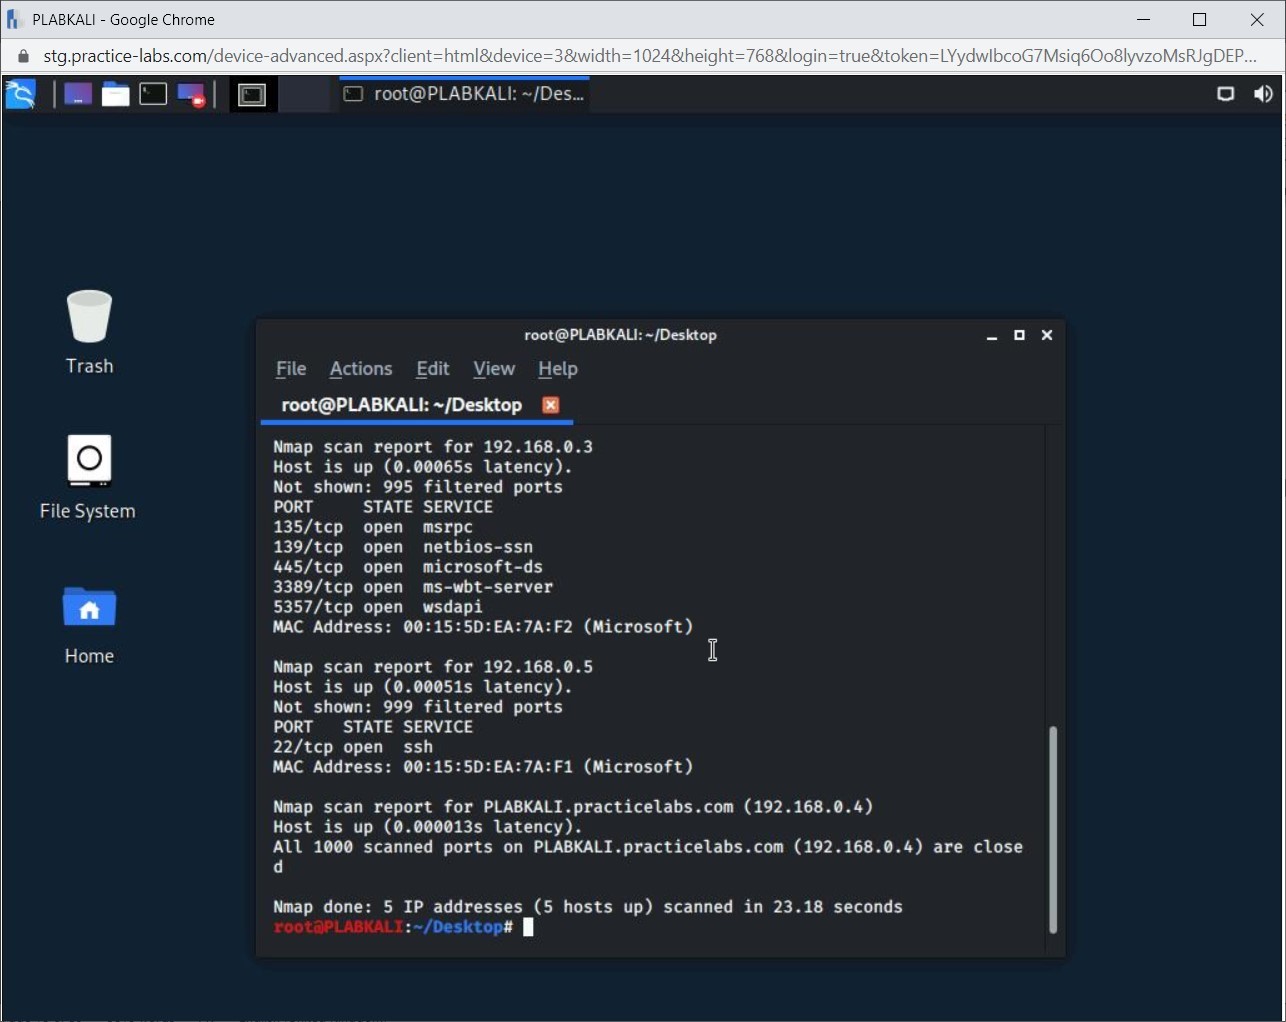 PLABKALI - Google Chrome
stg.practice-labs.com/device-advanced.aspx?client=html&device=3&width=1024&height=768&login=true&token=LYydwIbcoG7Msiq6Oo8lyvzoMsRJgDEP...
root@PLABKALI: ~/Des...
Trash
File System
Home
root@PLABKALI: ~/Desktop
File Actions Edit View Help
root@PLABKALI: ~/Desktop
Nmap scan report for 192.168.0.3
Host is up (0.00065s latency).
Not shown: 995 filtered ports
PORT     STATE SERVICE
135/tcp  open  msrpc
139/tcp  open  netbios-ssn
445/tcp  open  microsoft-ds
3389/tcp open  ms-wbt-server
5357/tcp open  wsdapi
MAC Address: 00:15:5D:EA:7A:F2 (Microsoft)
Nmap scan report for 192.168.0.5
Host is up (0.00051s latency).
Not shown: 999 filtered ports
PORT   STATE SERVICE
22/tcp open  ssh
MAC Address: 00:15:5D:EA:7A:F1 (Microsoft)
Nmap scan report for PLABKALI.practicelabs.com (192.168.0.4)
Host is up (0.000013s latency).
All 1000 scanned ports on PLABKALI.practicelabs.com (192.168.0.4) are close
d
Nmap done: 5 IP addresses (5 hosts up) scanned in 23.18 seconds
root@PLABKALI:~/Desktop#